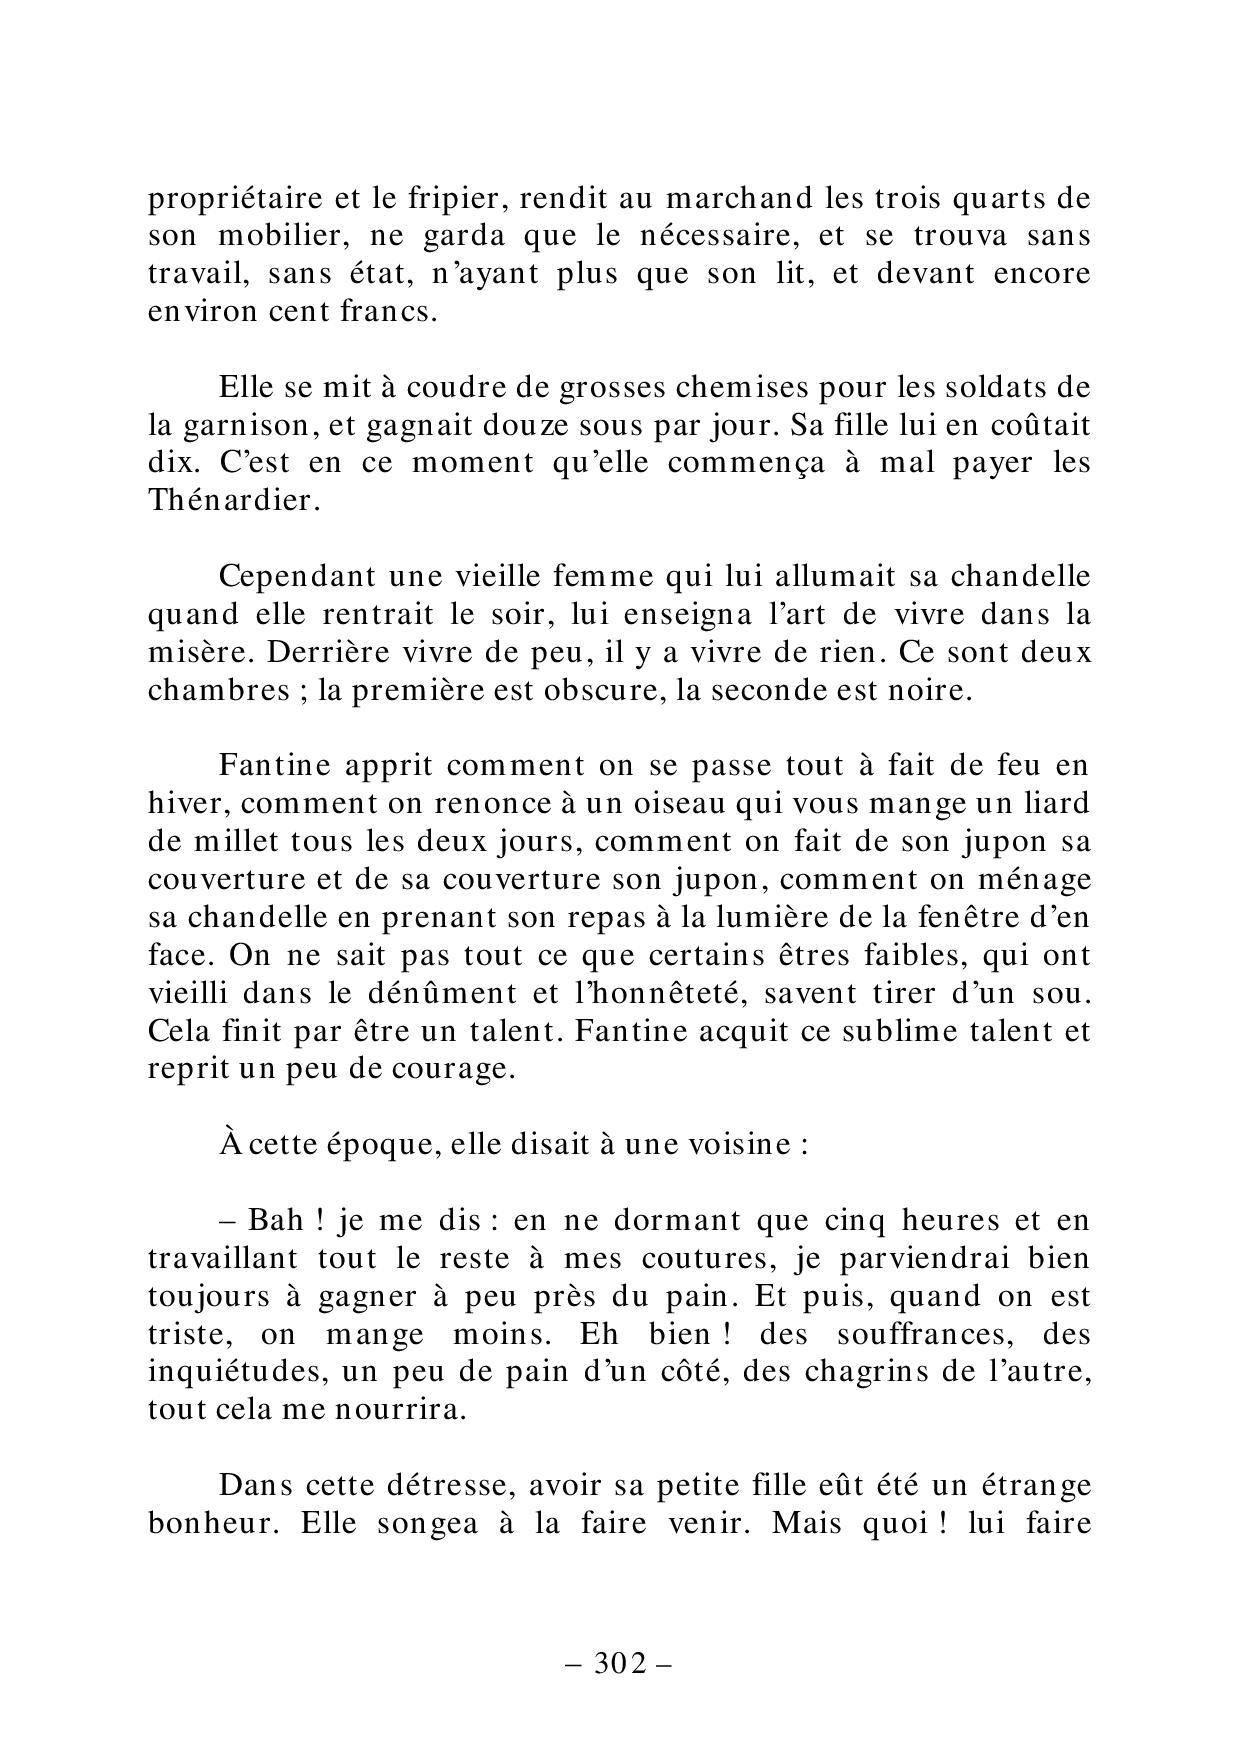 propriétaire et le fripier, rendit au marchand les trois quarts de
son mobilier, ne garda que le nécessaire, et se trouva sans
travail, sans état, n’ayant plus que son lit, et devant encore
environ cent francs.
Elle se mit à coudre de grosses chemises pour les soldats de
la garnison, et gagnait douze sous par jour. Sa fille lui en coûtait
dix. C’est en ce moment qu’elle commença à mal payer les
Thénardier.
Cependant une vieille femme qui lui allumait sa chandelle
quand elle rentrait le soir, lui enseigna l’art de vivre dans la
misère. Derrière vivre de peu, il y a vivre de rien. Ce sont deux
chambres ; la première est obscure, la seconde est noire.
Fantine apprit comment on se passe tout à fait de feu en
hiver, comment on renonce à un oiseau qui vous mange un liard
de millet tous les deux jours, comment on fait de son jupon sa
couverture et de sa couverture son jupon, comment on ménage
sa chandelle en prenant son repas à la lumière de la fenêtre d’en
face. On ne sait pas tout ce que certains êtres faibles, qui ont
vieilli dans le dénûment et l’honnêteté, savent tirer d’un sou.
Cela finit par être un talent. Fantine acquit ce sublime talent et
reprit un peu de courage.
À cette époque, elle disait à une voisine :
– Bah ! je me dis : en ne dormant que cinq heures et en
travaillant tout le reste à mes coutures, je parviendrai bien
toujours à gagner à peu près du pain. Et puis, quand on est
triste, on mange moins. Eh bien ! des souffrances, des
inquiétudes, un peu de pain d’un côté, des chagrins de l’autre,
tout cela me nourrira.
Dans cette détresse, avoir sa petite fille eût été un étrange
bonheur. Elle songea à la faire venir. Mais quoi ! lui faire
– 302 –